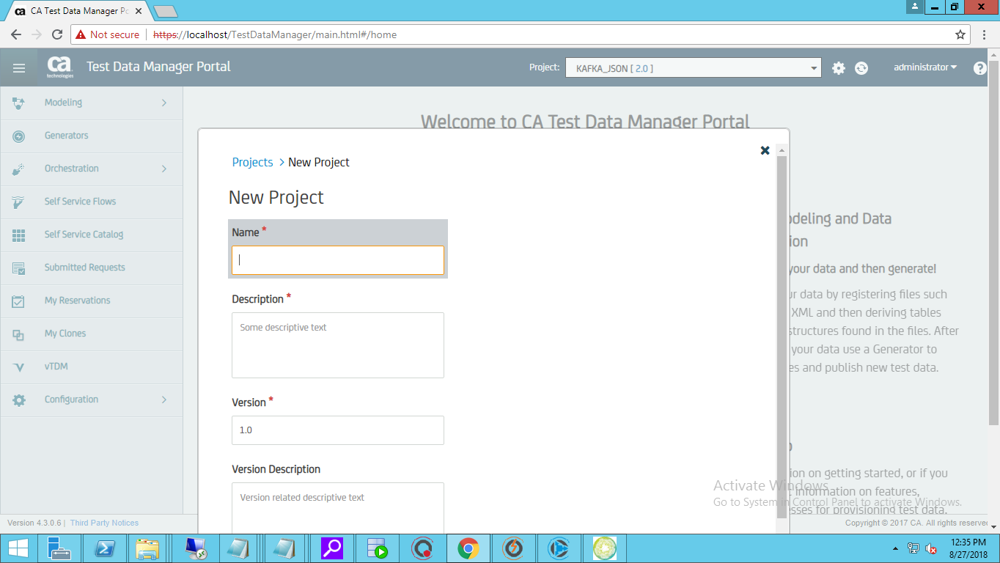 CA Test Data Manager Po
Not secure | https://localhost/TestDataManager/main.html#/home
ca
technologies
Test Data Manager Portal
Project:
KAFKA_JSON [ 2.0 ]
administrator
?
Modeling
Generators
Orchestration
Self Service Flows
Self Service Catalog
Submitted Requests
My Reservations
My Clones
vTDM
Configuration
Welcome to CA Test Data Manager Portal
Projects > New Project
New Project
Name *
Description *
Some descriptive text
Version *
1.0
Version Description
Version related descriptive text
odeling and Data
ion
your data and then generate!
ur data by registering files such
XML and then deriving tables
structures found in the files. After
your data use a Generator to
es and publish new test data.
ion on getting started, or if you
information on features,
esses for provisioning test data.
Activate Windows
Go to System in Control Panel to activate Windows.
Version 4.3.0.6 | Third Party Notices
Copyright © 2017 CA. All rights reserve
12:35 PM
8/27/2018